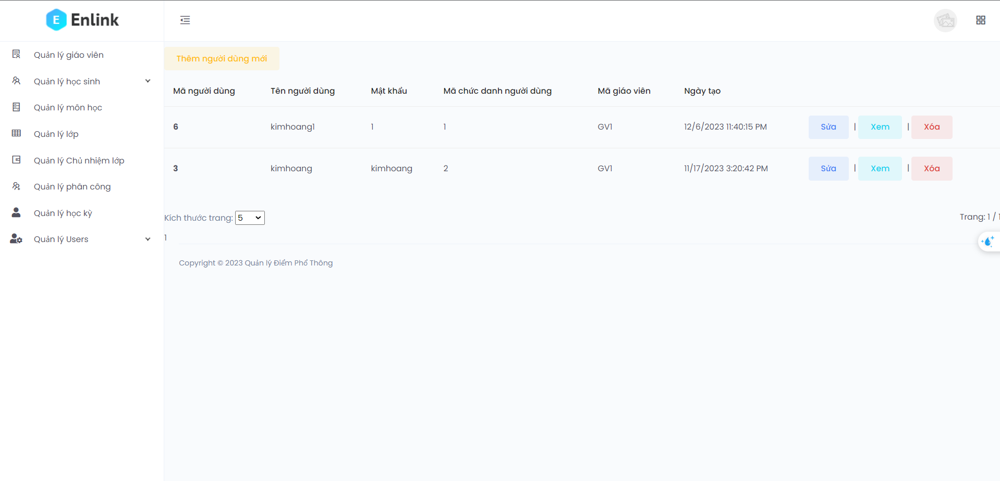 E Enlink
Quản lý giáo viên
Quản lý học sinh
Quản lý môn học
Quản lý lớp
Quản lý Chủ nhiệm lớp
Quản lý phân công
Quản lý học kỳ
Quản lý Users
Thêm người dùng mới
Mã người dùng Tên người dùng Mật khẩu Mã chức danh người dùng Mã giáo viên Ngày tạo
6 kimhoang1 1 1 GV1 12/6/2023 11:40:15 PM Sửa | Xem | Xóa
3 kimhoang kimhoang 2 GV1 11/17/2023 3:20:42 PM Sửa | Xem | Xóa
Kích thước trang: 5 Trang: 1 / 1
1
Copyright © 2023 Quản lý Điểm Phổ Thông